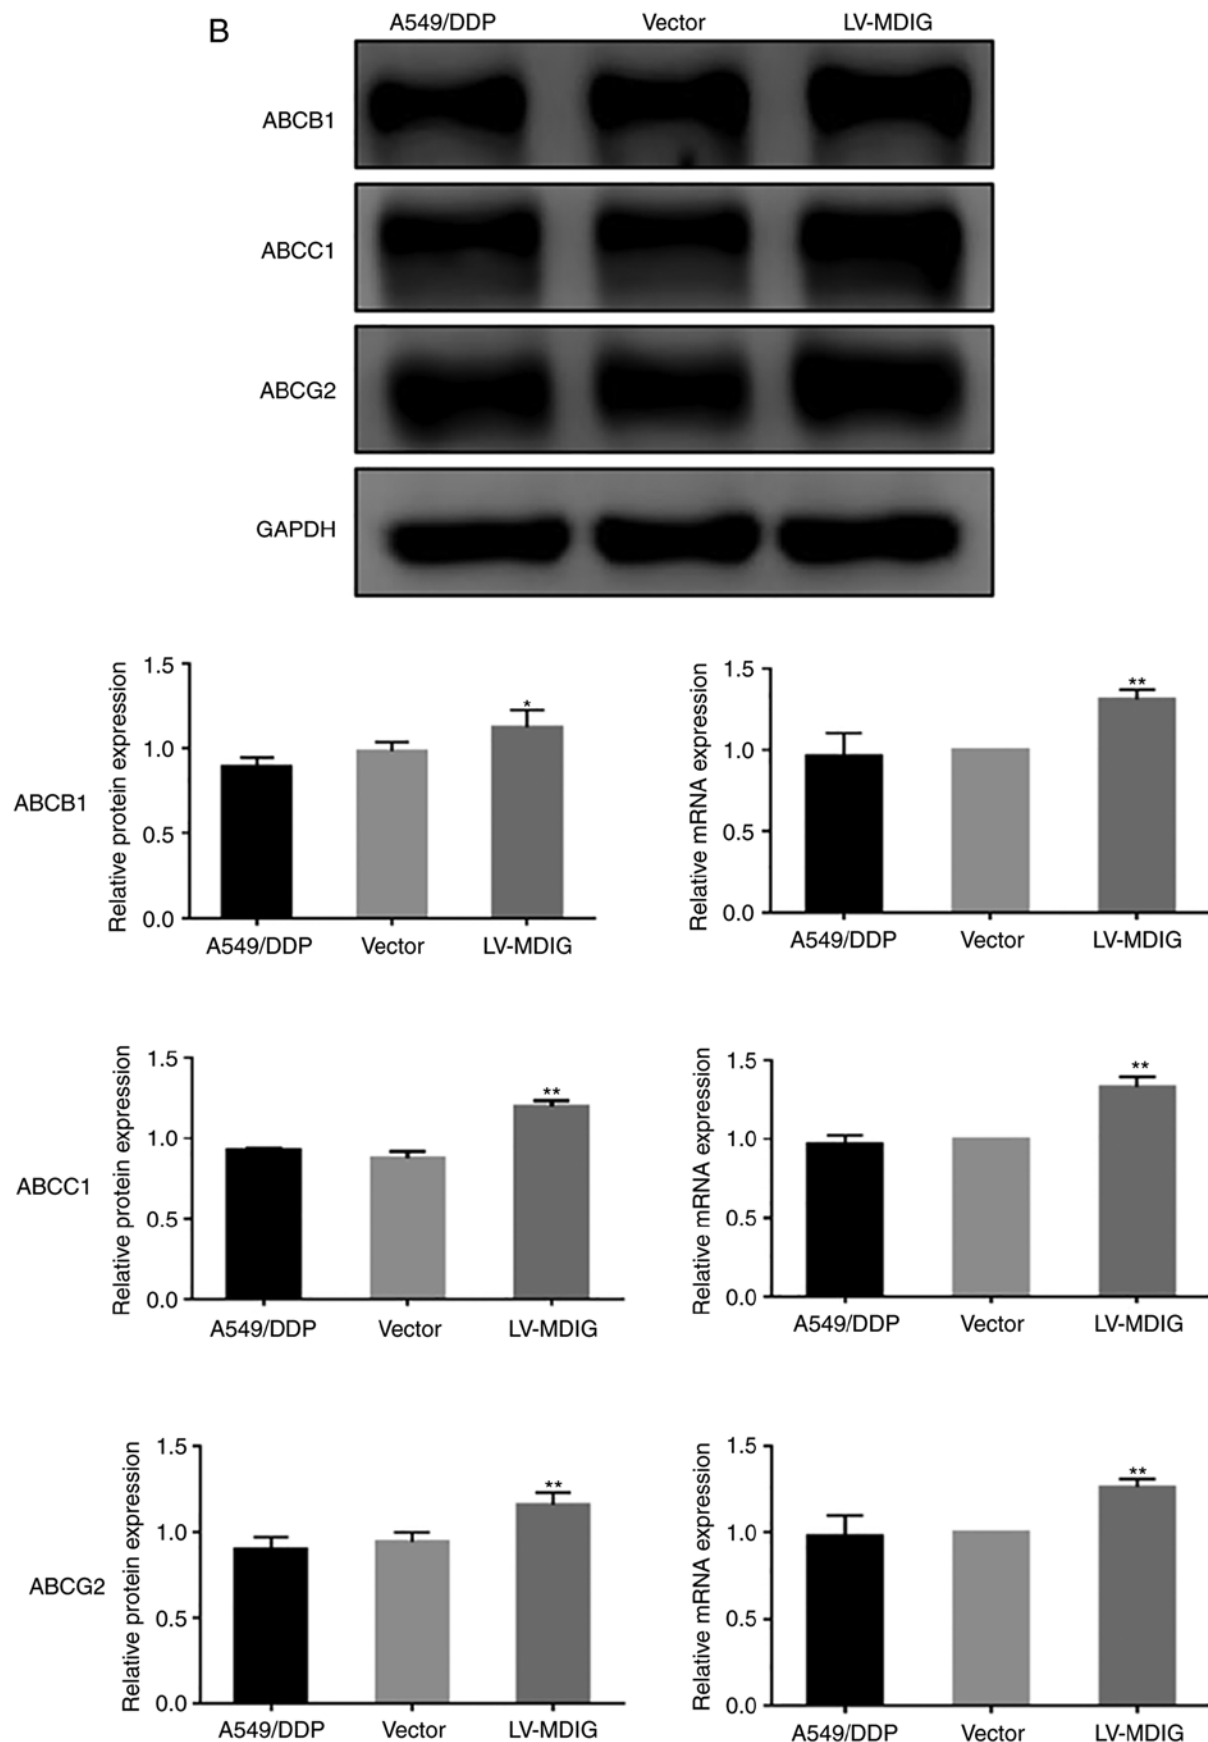 B
A549/DDP Vector LV-MDIG
ABCB1
ABCC1
ABCG2
GAPDH
ABCB1
Relative protein expression
1.5
1.0
0.5
0.0
*
A549/DDP Vector LV-MDIG
Relative mRNA expression
1.5
1.0
0.5
0.0
**
A549/DDP Vector LV-MDIG
ABCC1
Relative protein expression
1.5
1.0
0.5
0.0
**
A549/DDP Vector LV-MDIG
Relative mRNA expression
1.5
1.0
0.5
0.0
**
A549/DDP Vector LV-MDIG
ABCG2
Relative protein expression
1.5
1.0
0.5
0.0
**
A549/DDP Vector LV-MDIG
Relative mRNA expression
1.5
1.0
0.5
0.0
**
A549/DDP Vector LV-MDIG